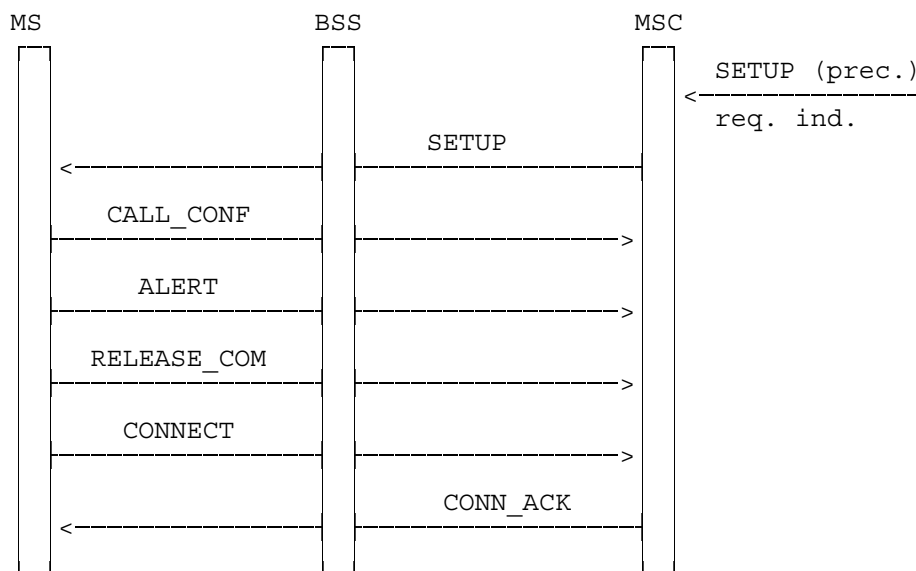 MS BSS MSC
SETUP (prec.)
req. ind.
SETUP
CALL_CONF
ALERT
RELEASE_COM
CONNECT
CONN_ACK